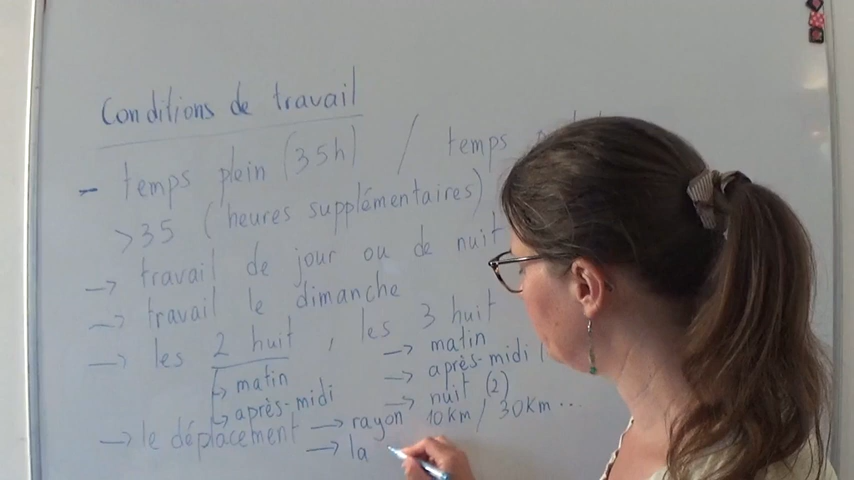 Conditions de travail
- temps plein (35h) / temps
>35 (heures supplémentaires)
→ travail de jour ou de nuit
→ travail le dimanche
→ les 2 huit, les 3 huit
→ matin
→ après-midi
→ matin
→ après-midi
→ nuit (2)
→ le déplacement → rayon 10km / 30km ...
→ la